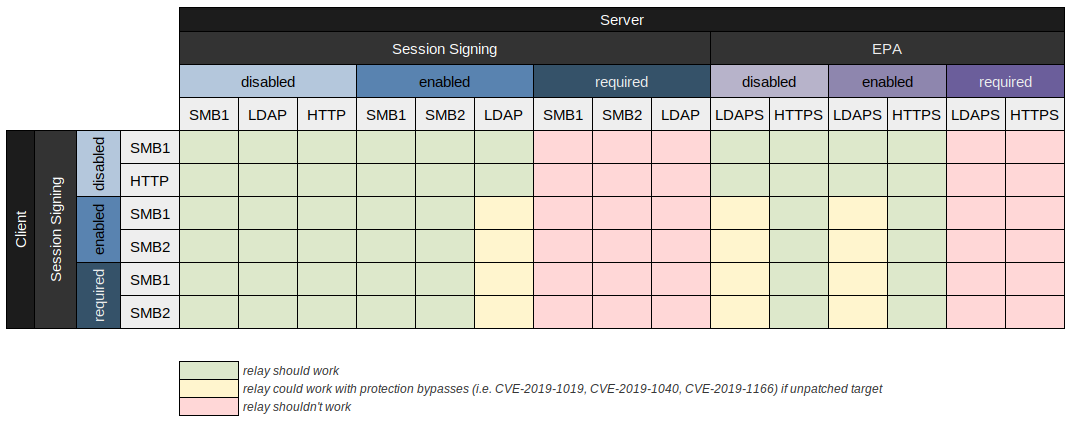 Server
Session Signing EPA
disabled enabled required disabled enabled required
SMB1 LDAP HTTP SMB1 SMB2 LDAP SMB1 SMB2 LDAP LDAPS HTTPS LDAPS HTTPS LDAPS HTTPS
Client
Session Signing
disabled
SMB1
HTTP
enabled
SMB1
SMB2
required
SMB1
SMB2
relay should work
relay could work with protection bypasses (i.e. CVE-2019-1019, CVE-2019-1040, CVE-2019-1166) if unpatched target
relay shouldn't work